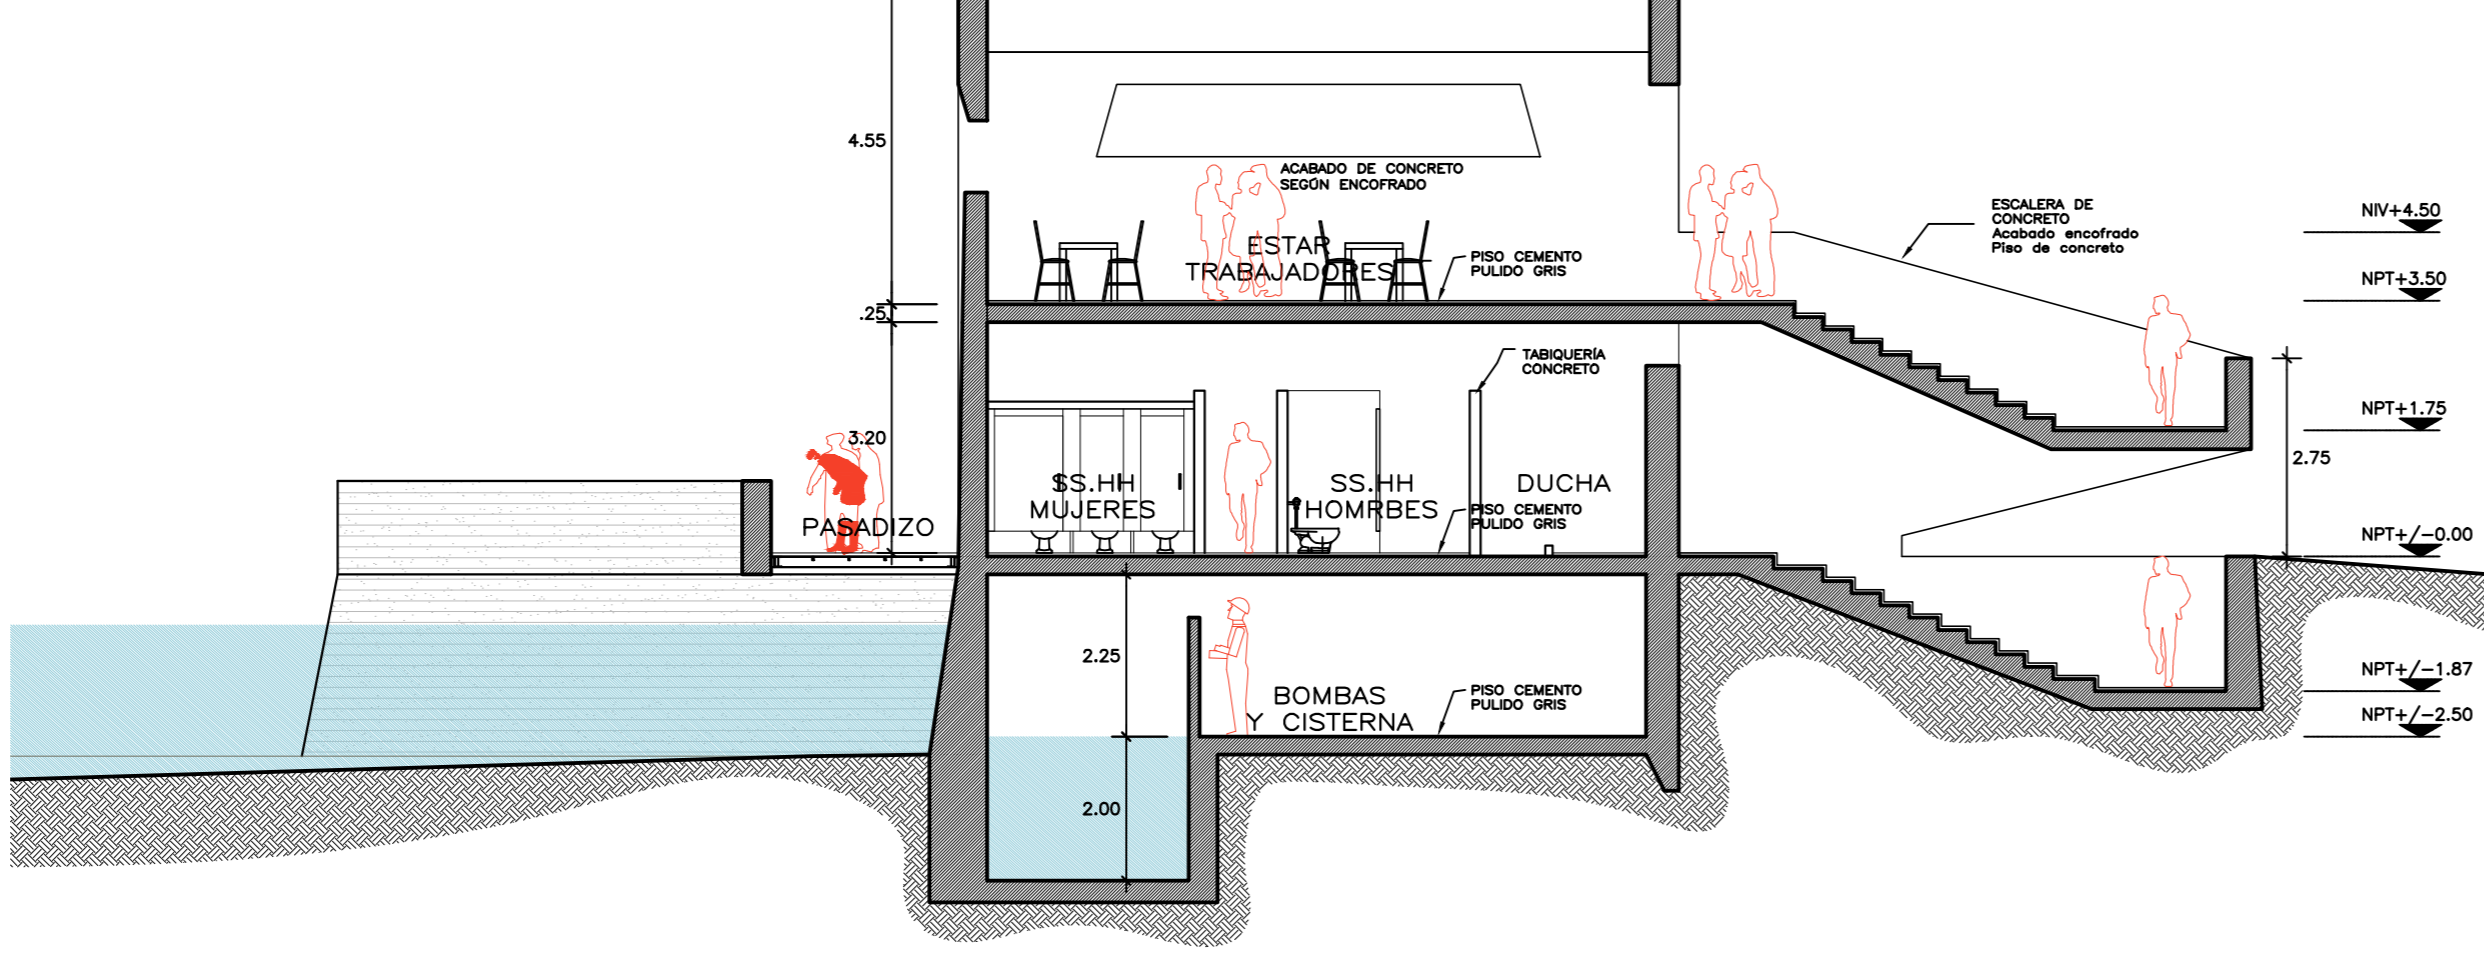 4.55
ACABADO DE CONCRETO
SEGÚN ENCOFRADO
ESCALERA DE
CONCRETO
Acabado encofrado
Piso de concreto
NIV+4.50
ESTAR
TRABAJADORES
PISO CEMENTO
PULIDO GRIS
NPT+3.50
.25
TABIQUERÍA
CONCRETO
NPT+1.75
3.20
2.75
SS.HH
MUJERES
SS.HH
HOMRBES
DUCHA
PASADIZO
PISO CEMENTO
PULIDO GRIS
NPT+/-0.00
2.25
BOMBAS
Y CISTERNA
PISO CEMENTO
PULIDO GRIS
NPT+/-1.87
NPT+/-2.50
2.00